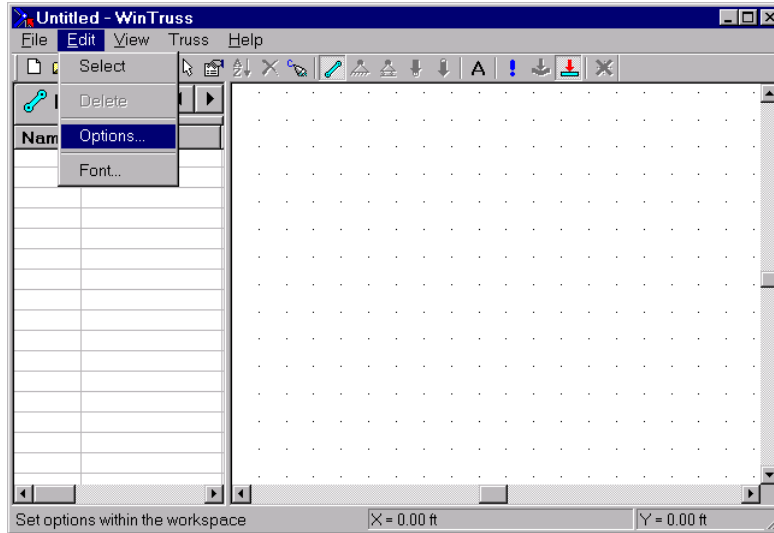 Untitled - WinTruss
File Edit View Truss Help
Select
Delete
Options...
Font...
A
Nam
Set options within the workspace X = 0.00 ft Y = 0.00 ft